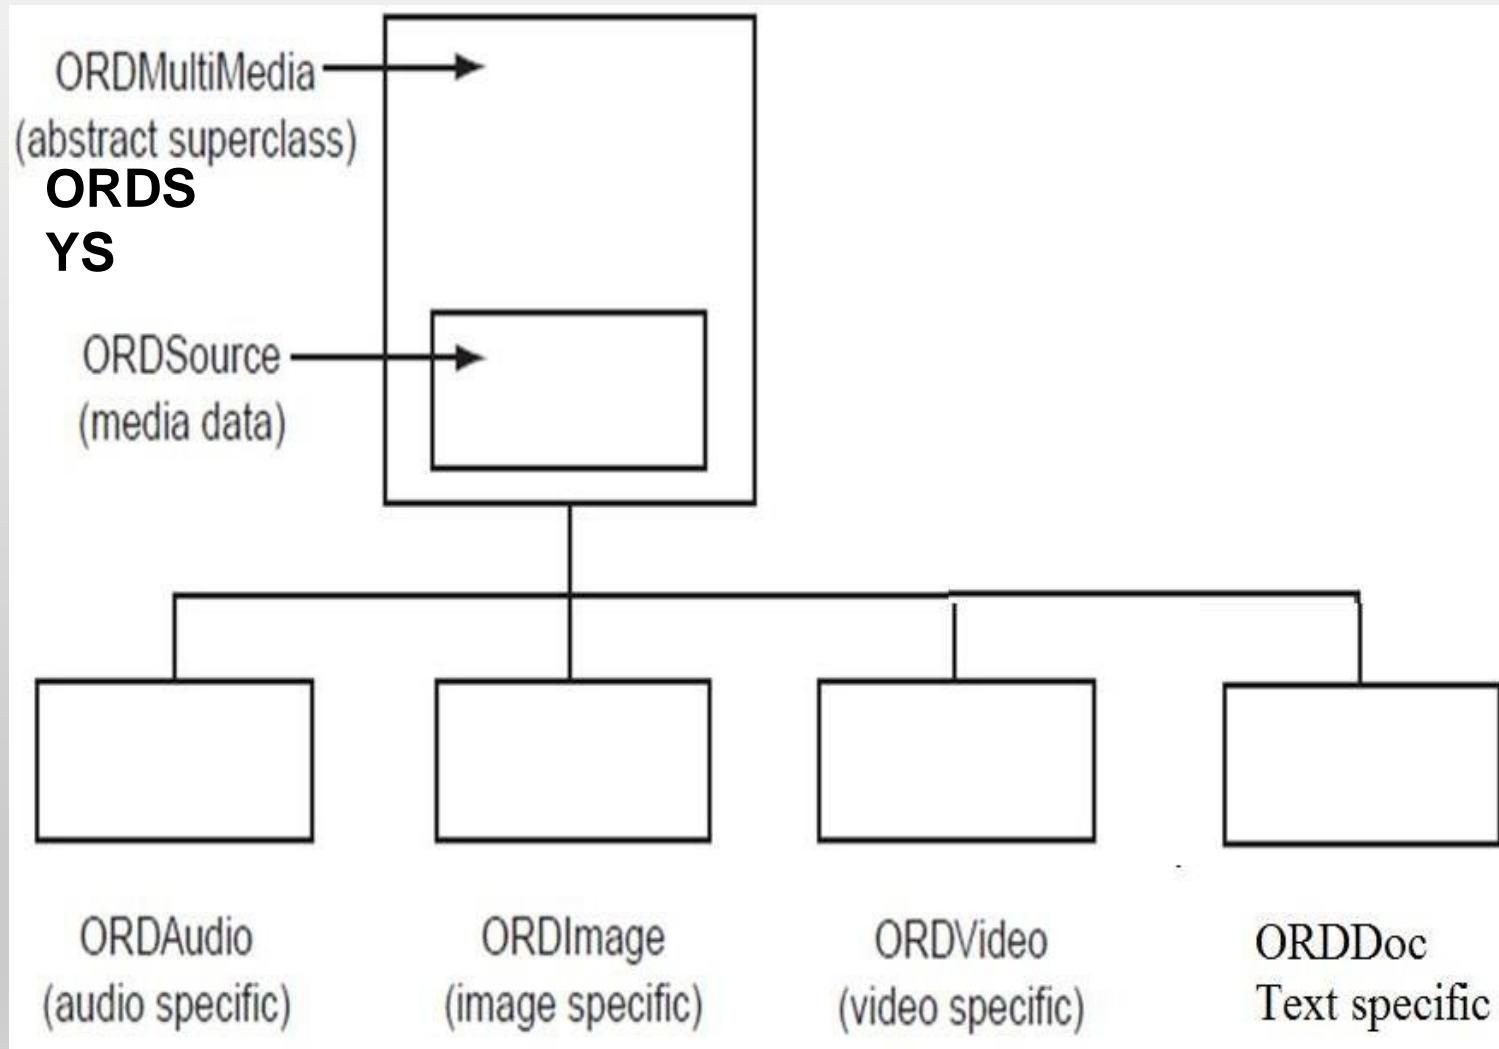 ORDMultiMedia
(abstract superclass)
ORDS
YS
ORDSource
(media data)
ORDAudio
(audio specific)
ORDImage
(image specific)
ORDVideo
(video specific)
ORDDoc
Text specific